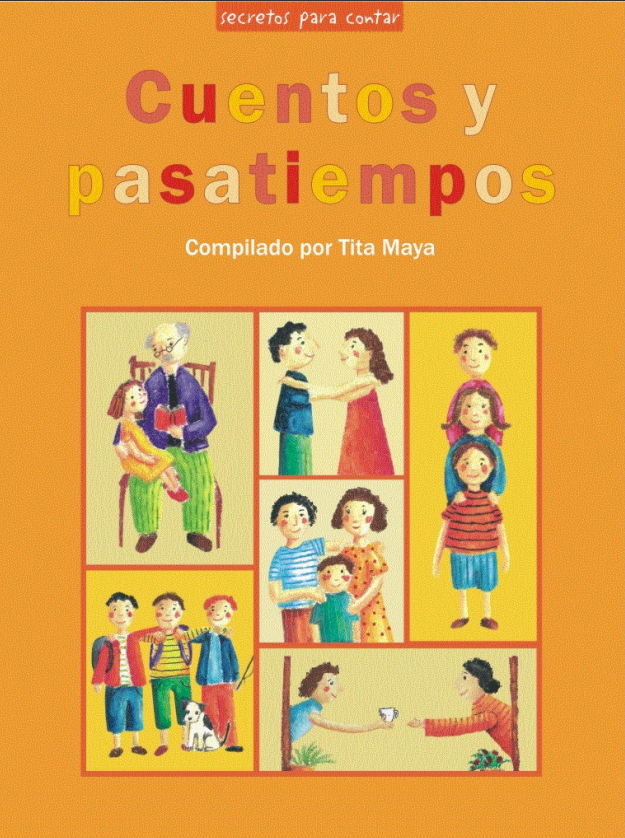 secretos para contar
Cuentos y
pasatiempos
Compilado por Tita Maya